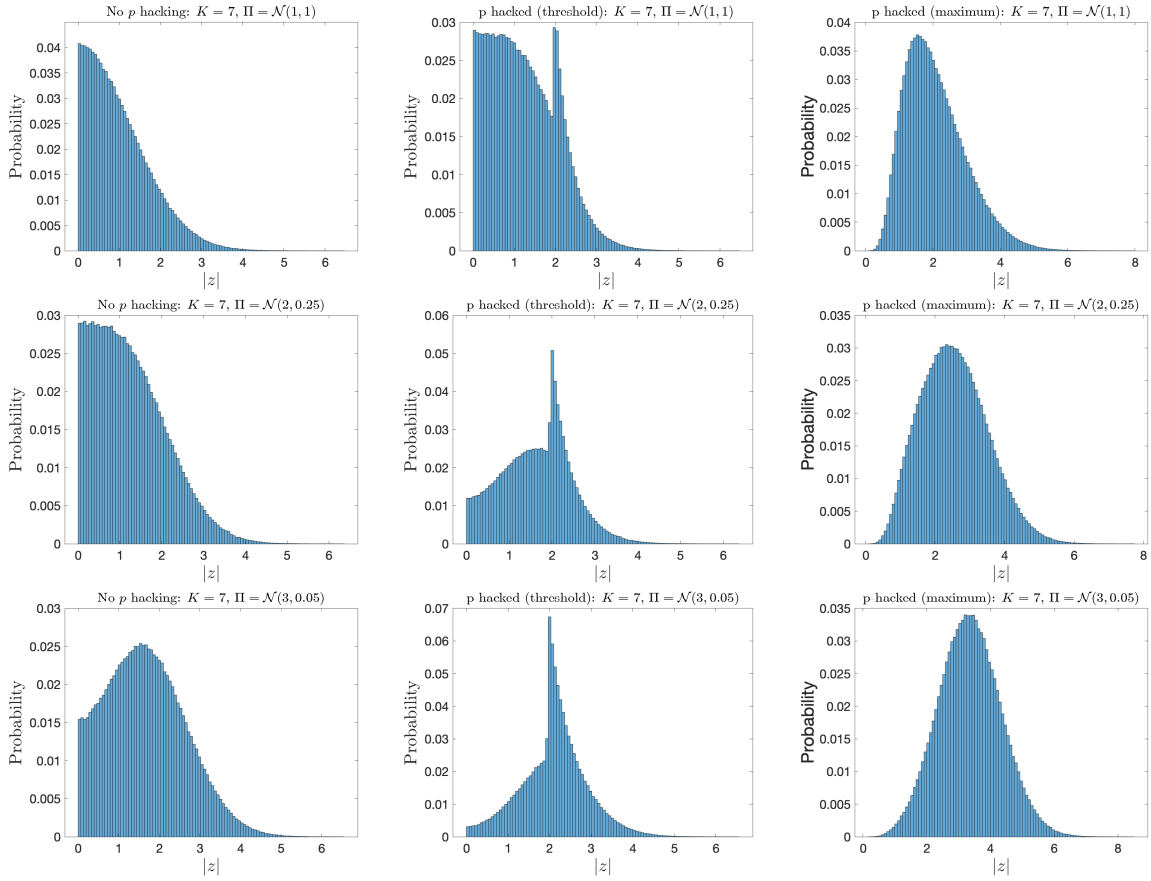 No p hacking: K = 7, Π = N(1, 1)
0.04
0.035
0.03
0.025
0.02
0.015
0.01
0.005
0
Probability
0 1 2 3 4 5 6
|z|
p hacked (threshold): K = 7, Π = N(1, 1)
0.03
0.025
0.02
0.015
0.01
0.005
0
Probability
0 1 2 3 4 5 6
|z|
p hacked (maximum): K = 7, Π = N(1, 1)
0.04
0.035
0.03
0.025
0.02
0.015
0.01
0.005
0
Probability
0 2 4 6 8
|z|
No p hacking: K = 7, Π = N(2, 0.25)
0.03
0.025
0.02
0.015
0.01
0.005
0
Probability
0 1 2 3 4 5 6
|z|
p hacked (threshold): K = 7, Π = N(2, 0.25)
0.06
0.05
0.04
0.03
0.02
0.01
0
Probability
0 1 2 3 4 5 6
|z|
p hacked (maximum): K = 7, Π = N(2, 0.25)
0.035
0.03
0.025
0.02
0.015
0.01
0.005
0
Probability
0 2 4 6 8
|z|
No p hacking: K = 7, Π = N(3, 0.05)
0.03
0.025
0.02
0.015
0.01
0.005
0
Probability
0 1 2 3 4 5 6
|z|
p hacked (threshold): K = 7, Π = N(3, 0.05)
0.07
0.06
0.05
0.04
0.03
0.02
0.01
0
Probability
0 1 2 3 4 5 6
|z|
p hacked (maximum): K = 7, Π = N(3, 0.05)
0.035
0.03
0.025
0.02
0.015
0.01
0.005
0
Probability
0 2 4 6 8
|z|